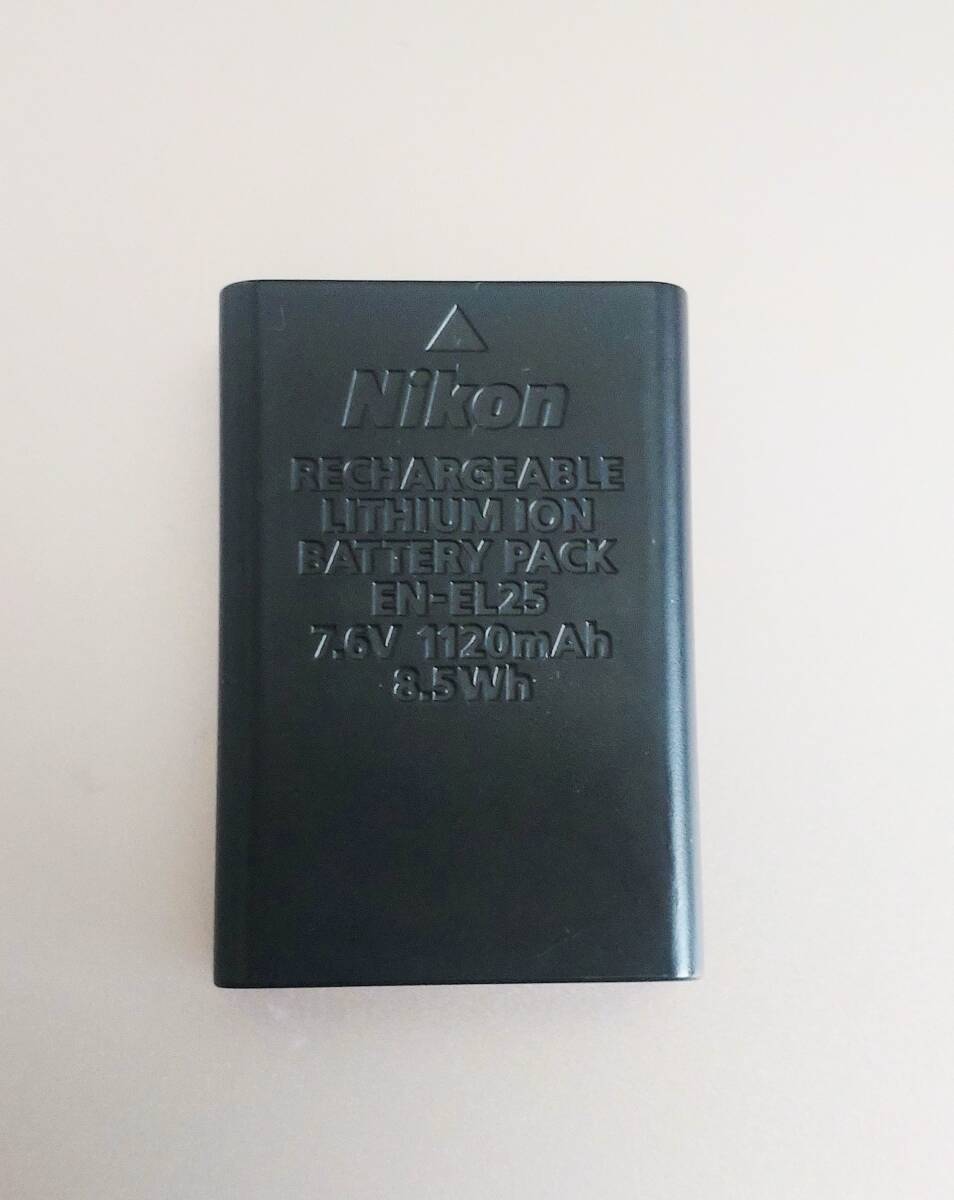 Nikon
RECHARGEABLE
LITHIUM ION
BATTERY PACK
EN-EL25
7.6V 1120mAh
8.5Wh